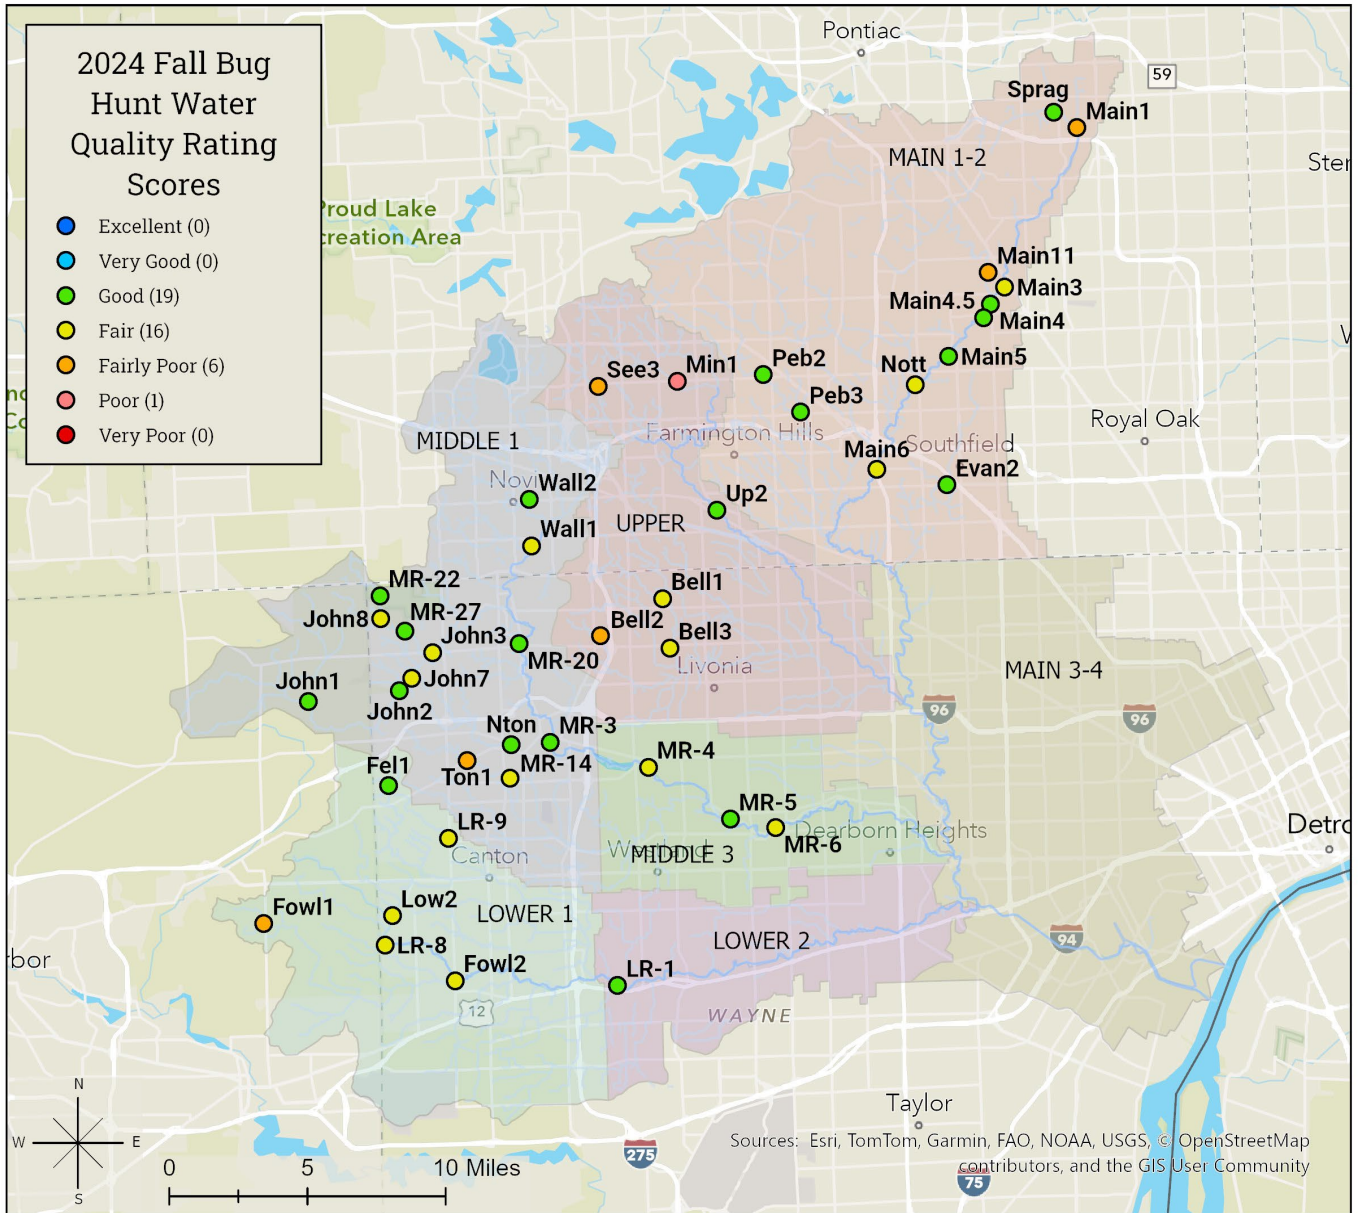 2024 Fall Bug
Hunt Water
Quality Rating
Scores
Excellent (0)
Very Good (0)
Good (19)
Fair (16)
Fairly Poor (6)
Poor (1)
Very Poor (0)
Pontiac
59
Sprag
Main1
MAIN 1-2
Ster
Proud Lake
creation Area
Main11
Main3
Main4.5
Main4
Main5
Nott
See3
Min1
Peb2
Peb3
Royal Oak
Farmington Hills
Southfield
MIDDLE 1
Main6
Evan2
Novi
Wall2
Up2
UPPER
Wall1
MR-22
Bell1
John8
MR-27
Bell2
John3
Bell3
MR-20
Livonia
MAIN 3-4
John1
John7
John2
96
96
Nton
MR-3
MR-14
MR-4
Fel1
Ton1
MR-5
LR-9
Dearborn Heights
MR-6
Detro
Canton
Westland
MIDDLE 3
Fowl1
Low2
LOWER 1
LR-8
LOWER 2
94
rbor
Fowl2
LR-1
12
WAYNE
N
W
E
S
Taylor
0 5 10 Miles
275
75
Sources: Esri, TomTom, Garmin, FAO, NOAA, USGS, © OpenStreetMap
contributors, and the GIS User Community